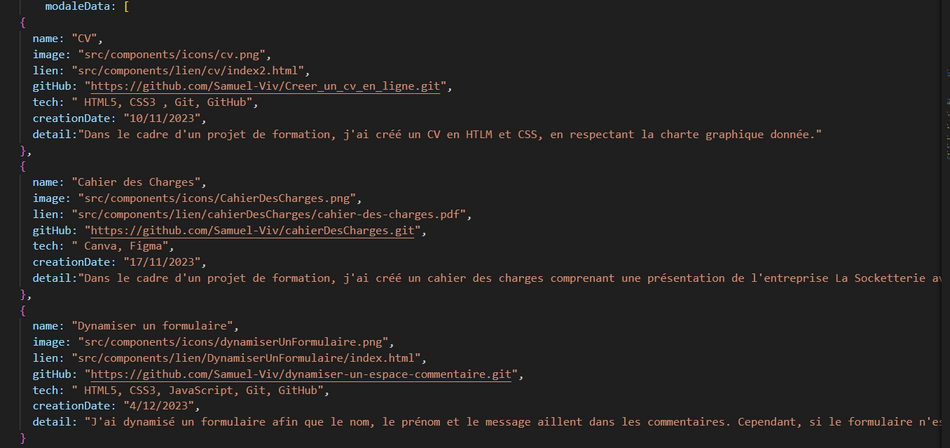 modaleData: [
{
name: "CV",
image: "src/components/icons/cv.png",
lien: "src/components/lien/cv/index2.html",
gitHub: "https://github.com/Samuel-Viv/Creer_un_cv_en_ligne.git",
tech: " HTML5, CSS3 , Git, GitHub",
creationDate: "10/11/2023",
detail:"Dans le cadre d'un projet de formation, j'ai créé un CV en HTLM et CSS, en respectant la charte graphique donnée."
},
{
name: "Cahier des Charges",
image: "src/components/icons/CahierDesCharges.png",
lien: "src/components/lien/cahierDesCharges/cahier-des-charges.pdf",
gitHub: "https://github.com/Samuel-Viv/cahierDesCharges.git",
tech: " Canva, Figma",
creationDate: "17/11/2023",
detail:"Dans le cadre d'un projet de formation, j'ai créé un cahier des charges comprenant une présentation de l'entreprise La Socketterie
},
{
name: "Dynamiser un formulaire",
image: "src/components/icons/dynamiserUnFormulaire.png",
lien: "src/components/lien/DynamiserUnFormulaire/index.html",
gitHub: "https://github.com/Samuel-Viv/dynamiser-un-espace-commentaire.git",
tech: " HTML5, CSS3, JavaScript, Git, GitHub",
creationDate: "4/12/2023",
detail: "J'ai dynamisé un formulaire afin que le nom, le prénom et le message aillent dans les commentaires. Cependant, si le formulaire
}